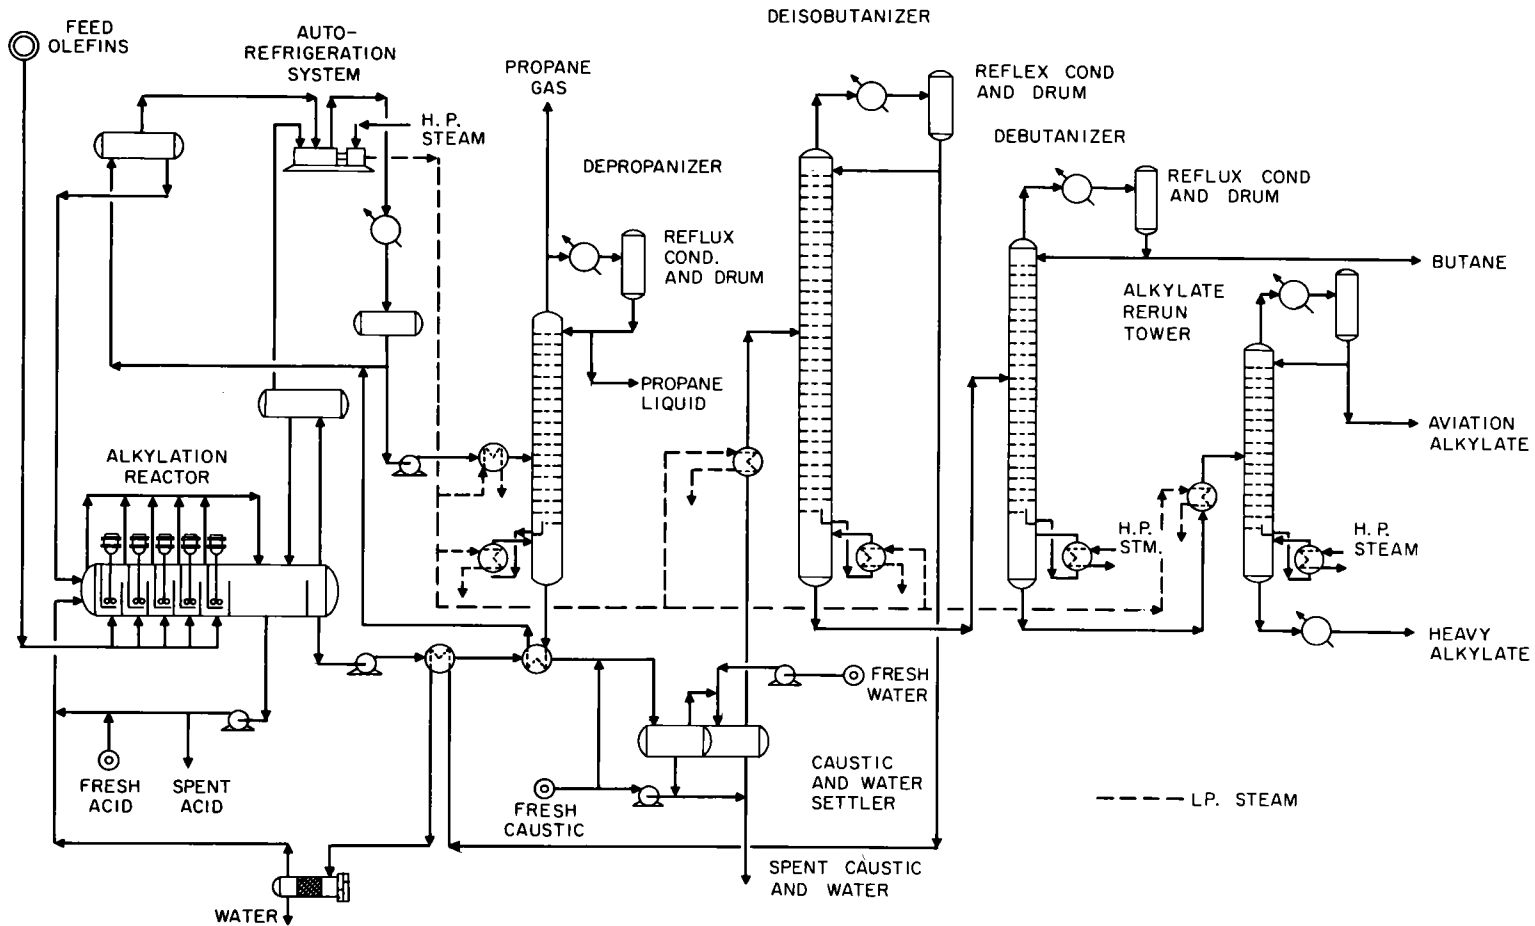 DEISOBUTANIZER
FEED
OLEFINS
AUTO-
REFRIGERATION
SYSTEM
PROPANE
GAS
REFLEX COND
AND DRUM
H. P.
STEAM
DEBUTANIZER
DEPROPANIZER
REFLUX COND
AND DRUM
REFLUX
COND.
AND DRUM
BUTANE
ALKYLATE
RERUN
TOWER
PROPANE
LIQUID
AVIATION
ALKYLATE
ALKYLATION
REACTOR
H.P.
STM.
H. P.
STEAM
HEAVY
ALKYLATE
FRESH
WATER
FRESH
ACID
SPENT
ACID
CAUSTIC
AND WATER
SETTLER
LP. STEAM
FRESH
CAUSTIC
SPENT CAUSTIC
AND WATER
WATER